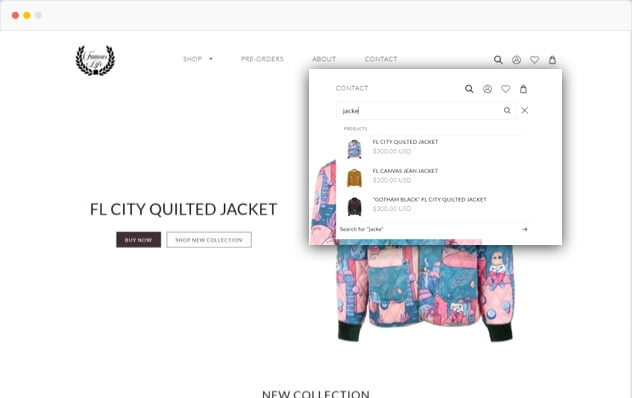 Famous
Life
SHOP
PRE-ORDERS
ABOUT
CONTACT
CONTACT
jacke
PRODUCTS
FL CITY QUILTED JACKET
$300.00 USD
FL CANVAS JEAN JACKET
$200.00 USD
"GOTHAM BLACK" FL CITY QUILTED JACKET
$300.00 USD
Search for "jacke"
FL CITY QUILTED JACKET
BUY NOW
SHOP NEW COLLECTION
NEW COLLECTION